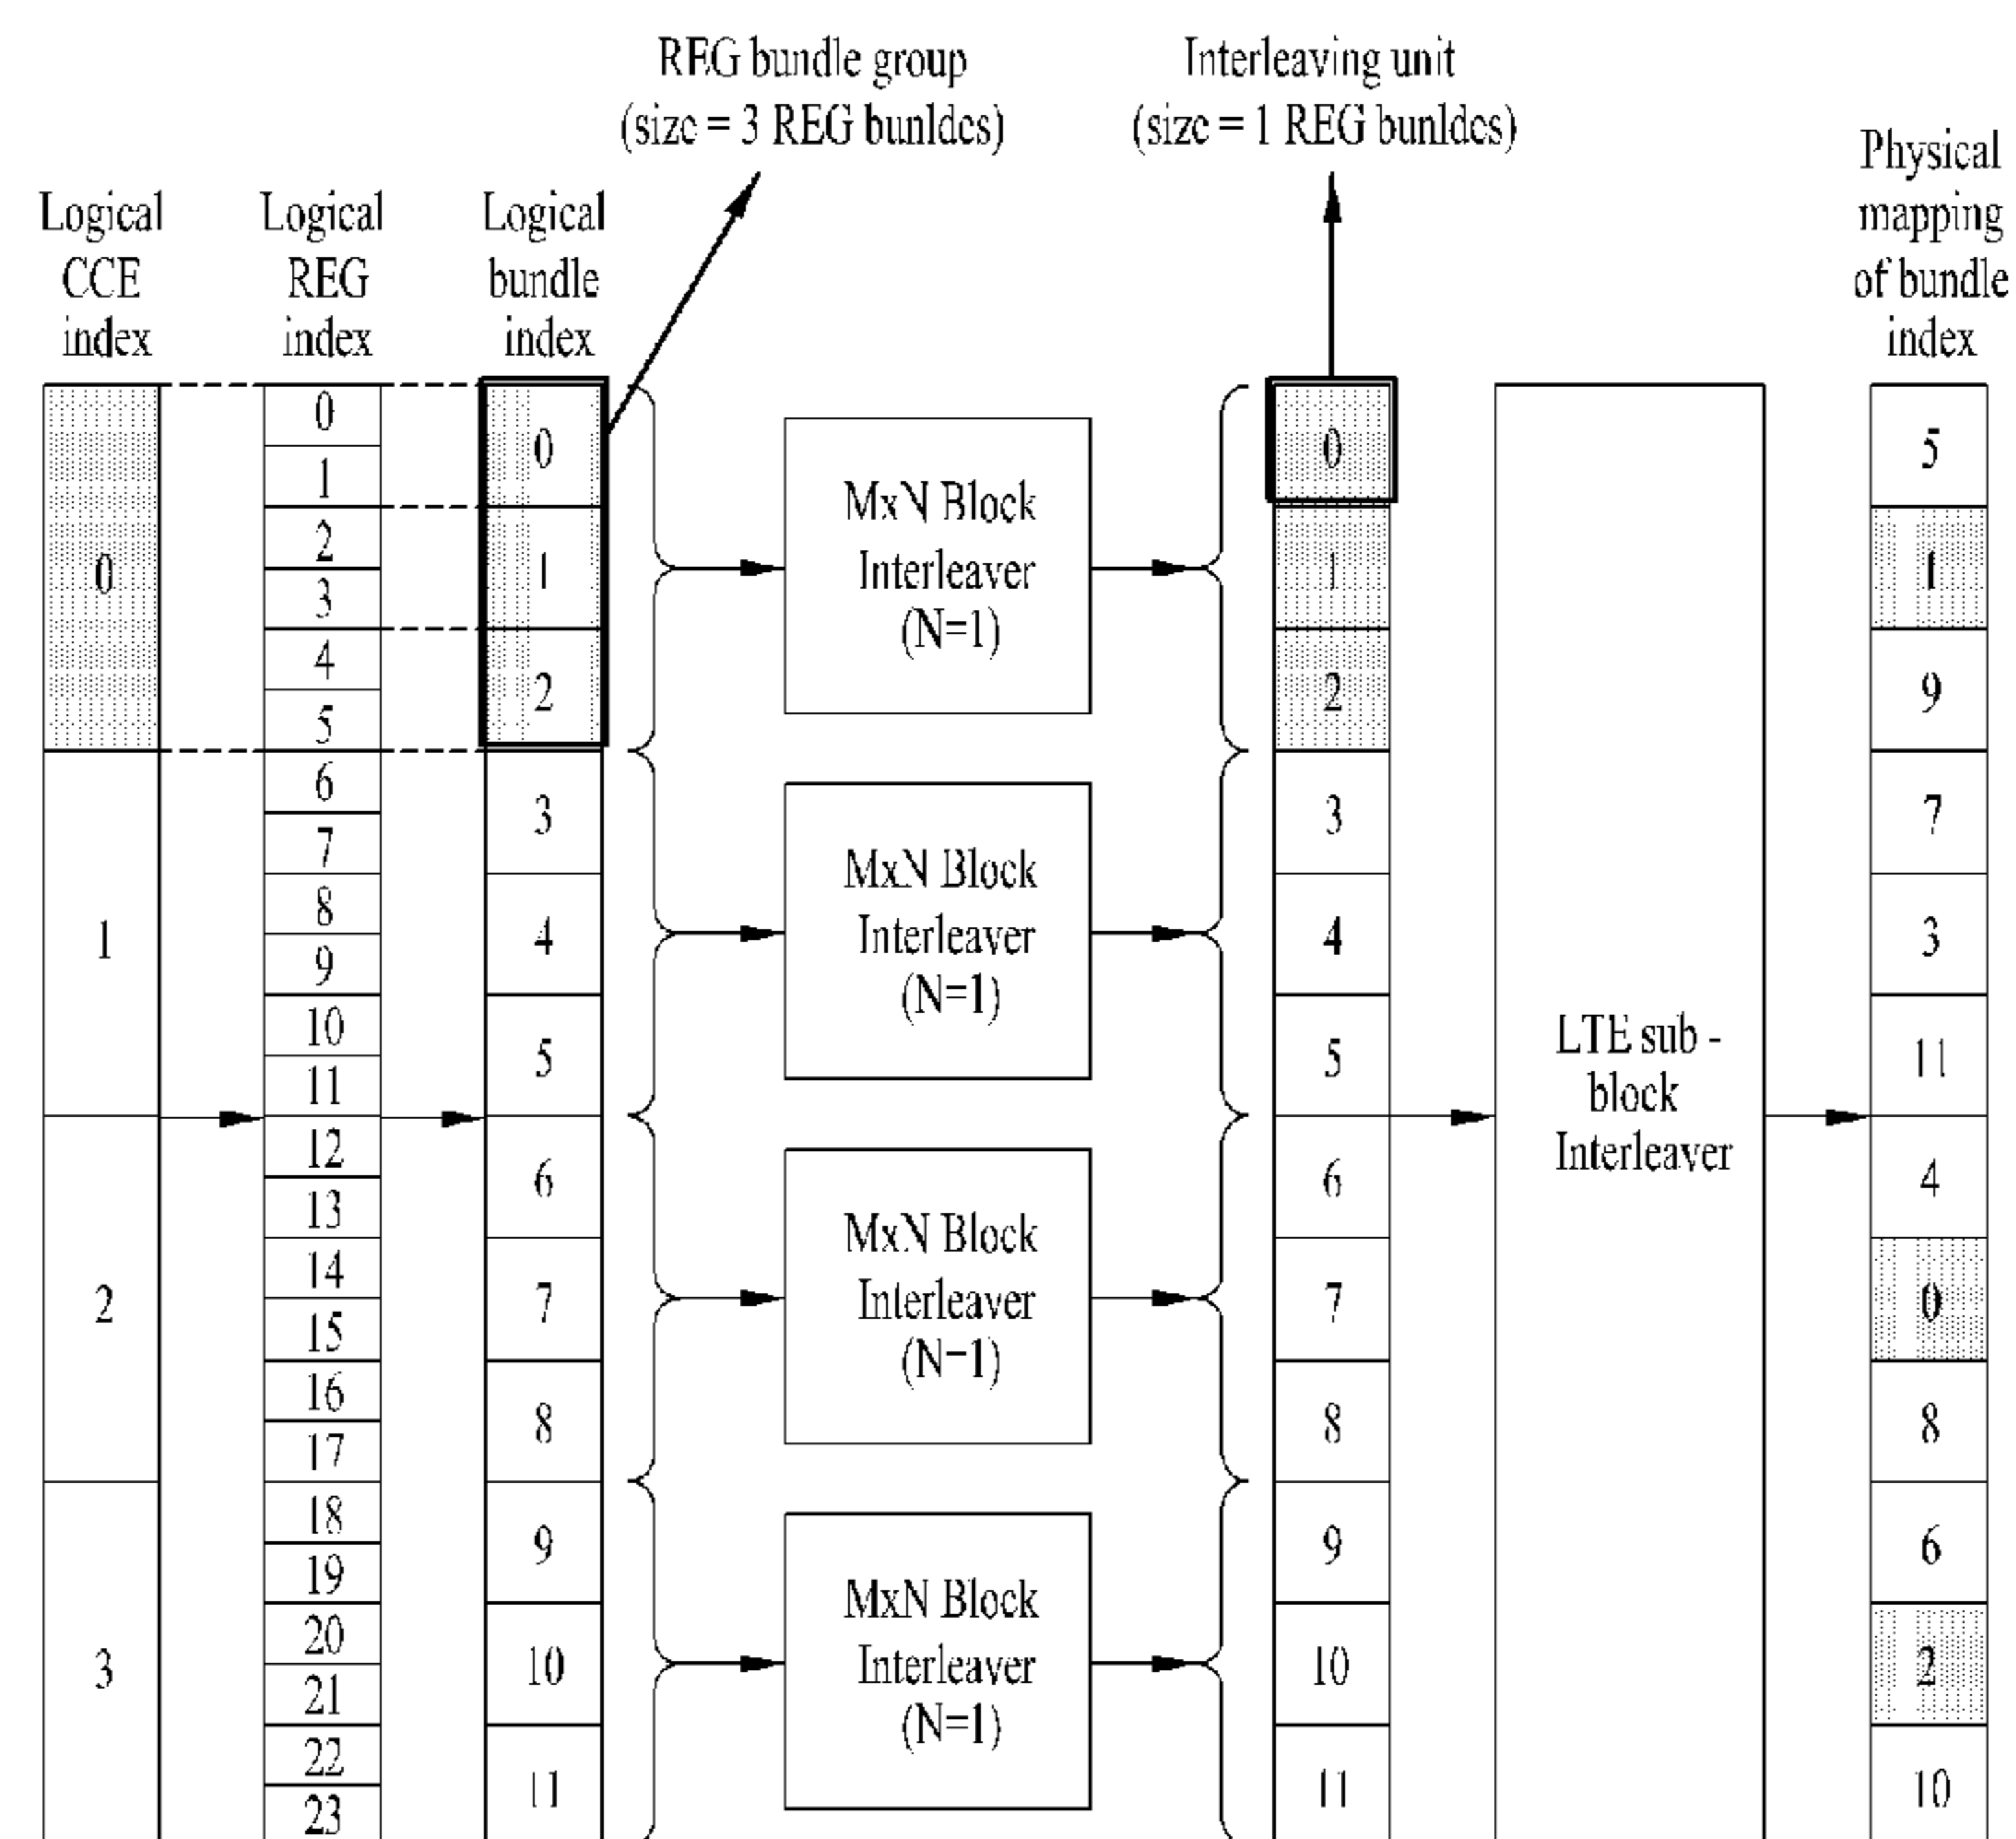 REG bundle group
(size = 3 REG bunldes)
Interleaving unit
(size = 1 REG bunldes)
Physical
mapping
of bundle
index
Logical
CCE
index
Logical
REG
index
Logical
bundle
index
0
1
2
3
0
1
2
3
4
5
6
7
8
9
10
11
12
13
14
15
16
17
18
19
20
21
22
23
0
1
2
3
4
5
6
7
8
9
10
11
MxN Block
Interleaver
(N=1)
MxN Block
Interleaver
(N=1)
MxN Block
Interleaver
(N=1)
MxN Block
Interleaver
(N=1)
0
1
2
3
4
5
6
7
8
9
10
11
LTE sub -
block
Interleaver
5
1
9
7
3
11
4
0
8
6
2
10